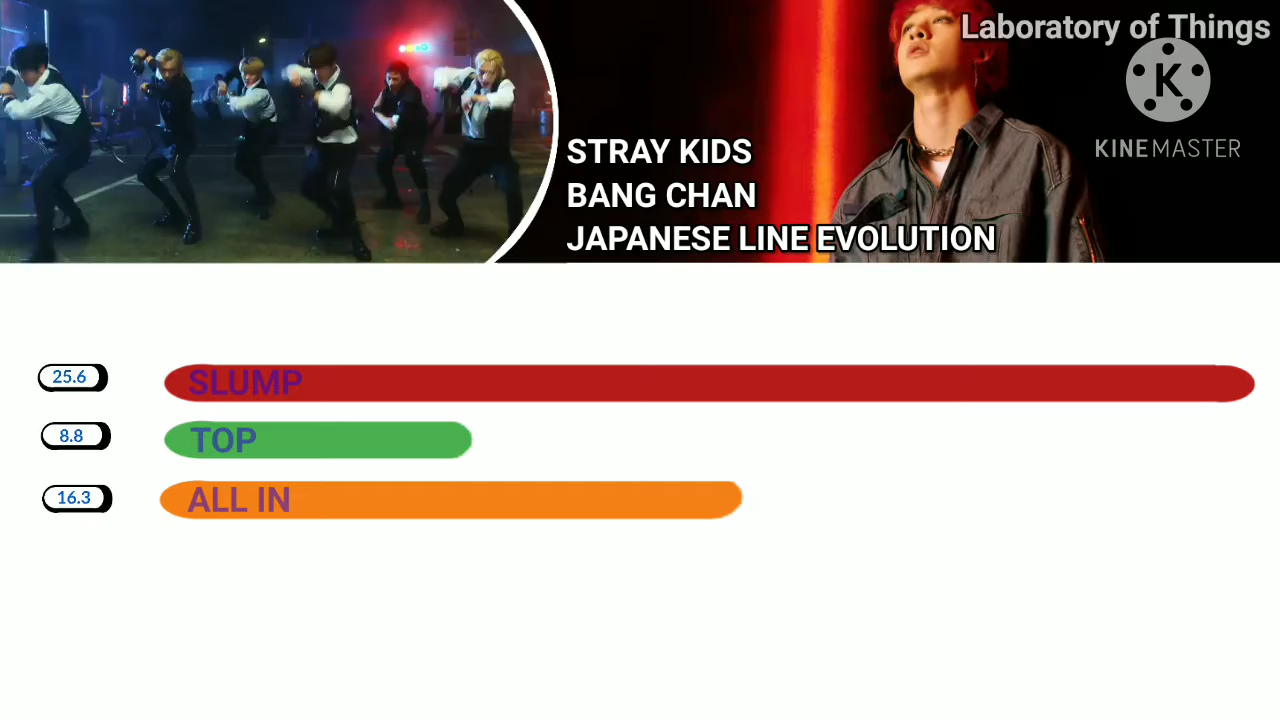 Laboratory of Things
K
KINEMASTER
STRAY KIDS
BANG CHAN
JAPANESE LINE EVOLUTION
25.6 SLUMP
8.8 TOP
16.3 ALL IN